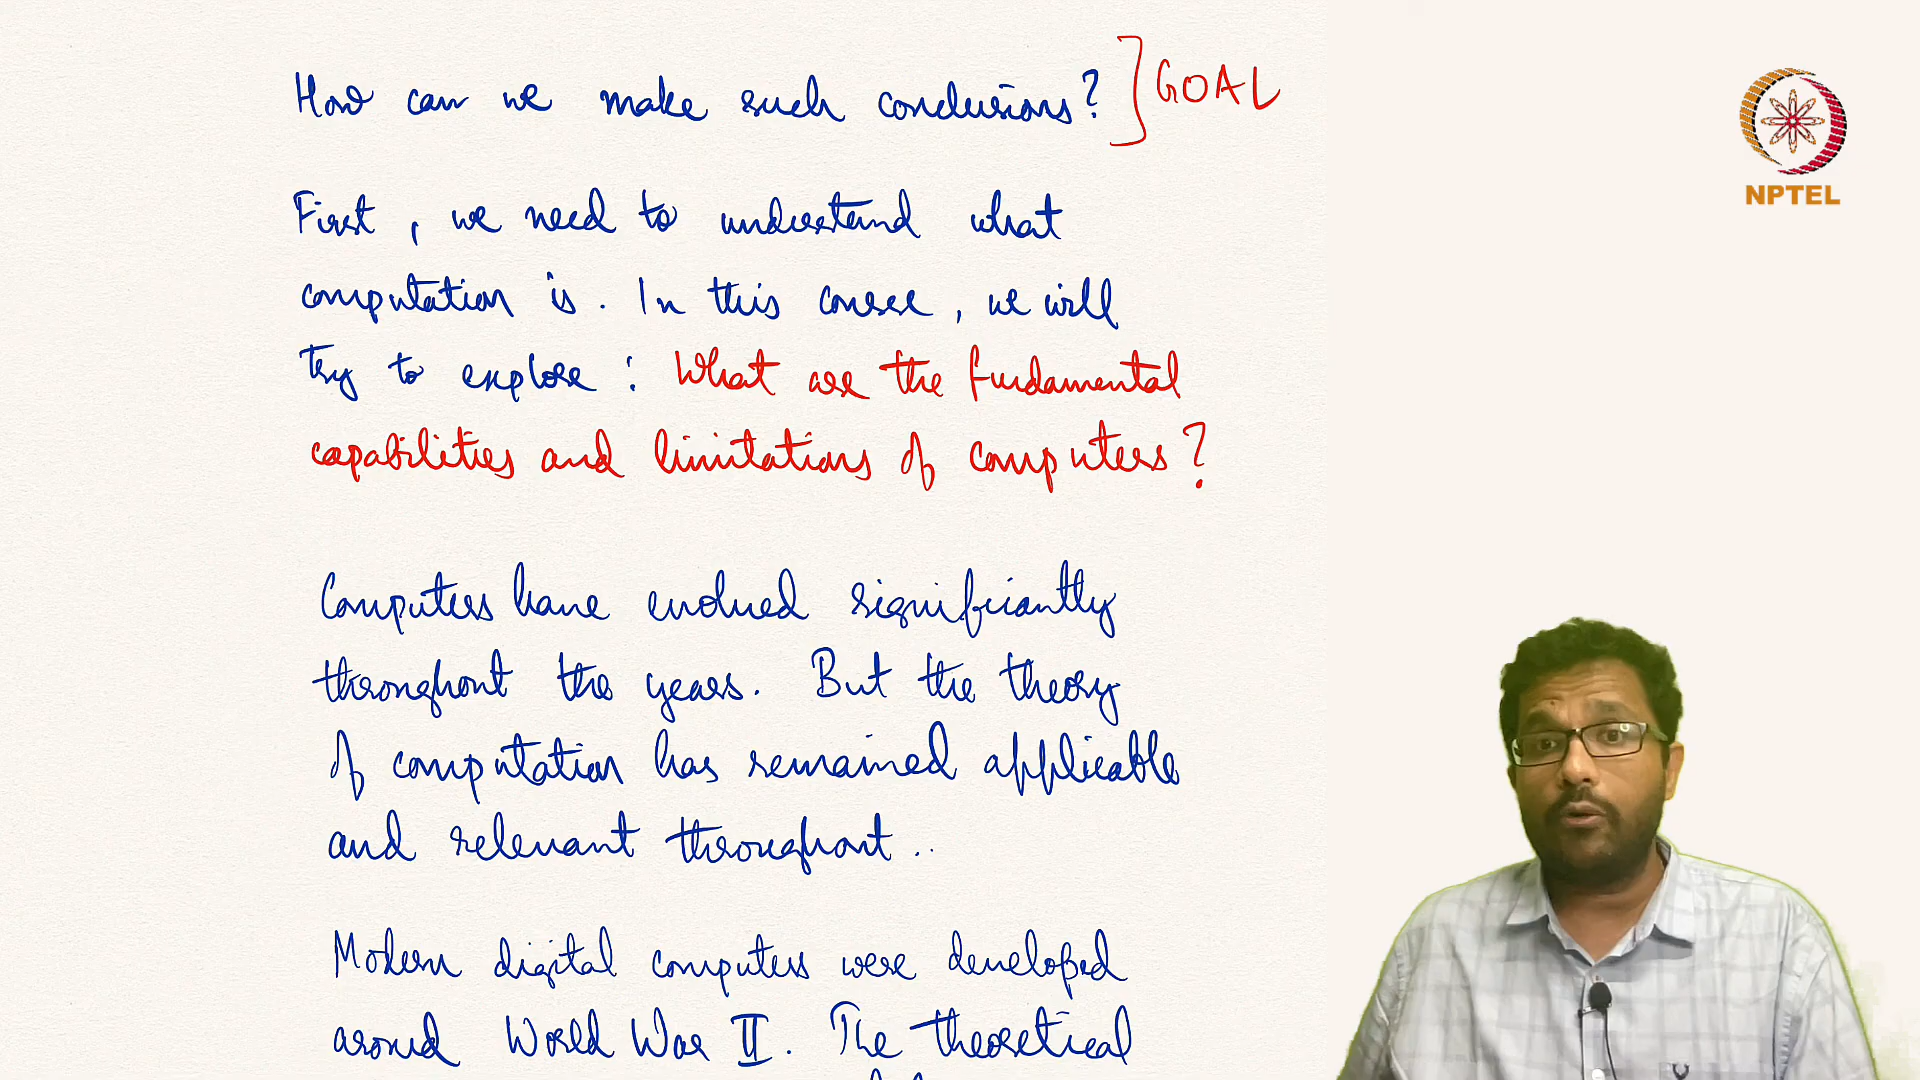 How can we make such conclusions? ] GOAL
NPTEL
First, we need to understand what
computation is. In this course, we will
try to explore : What are the fundamental
capabilities and limitations of computers?
Computers have evolved significantly
throughout the years. But the theory
of computation has remained applicable
and relevant throughout..
Modern digital computers were developed
around World War II. The theoretical